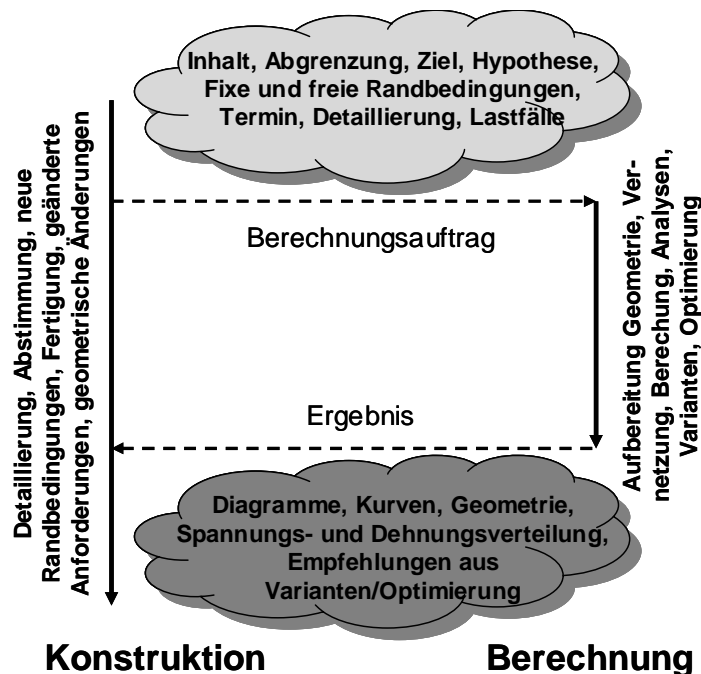 Inhalt, Abgrenzung, Ziel, Hypothese,
Fixe und freie Randbedingungen,
Termin, Detaillierung, Lastfälle
Detaillierung, Abstimmung, neue
Randbedingungen, Fertigung, geänderte
Anforderungen, geometrische Änderungen
Berechnungsauftrag
Aufbereitung Geometrie, Ver-
netzung, Berechung, Analysen,
Varianten, Optimierung
Ergebnis
Diagramme, Kurven, Geometrie,
Spannungs- und Dehnungsverteilung,
Empfehlungen aus
Varianten/Optimierung
Konstruktion
Berechnung